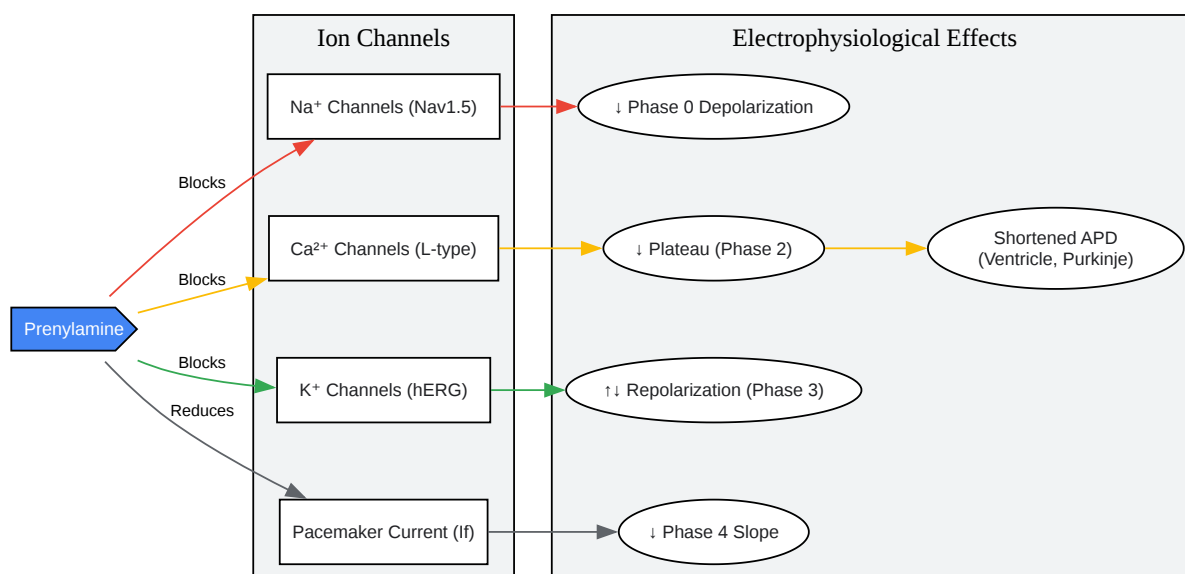 Ion Channels
Electrophysiological Effects
Na⁺ Channels (Nav1.5)
↓ Phase 0 Depolarization
Blocks
Ca²⁺ Channels (L-type)
↓ Plateau (Phase 2)
Shortened APD
(Ventricle, Purkinje)
Blocks
Prenylamine
Blocks
K⁺ Channels (hERG)
↑↓ Repolarization (Phase 3)
Reduces
Pacemaker Current (If)
↓ Phase 4 Slope